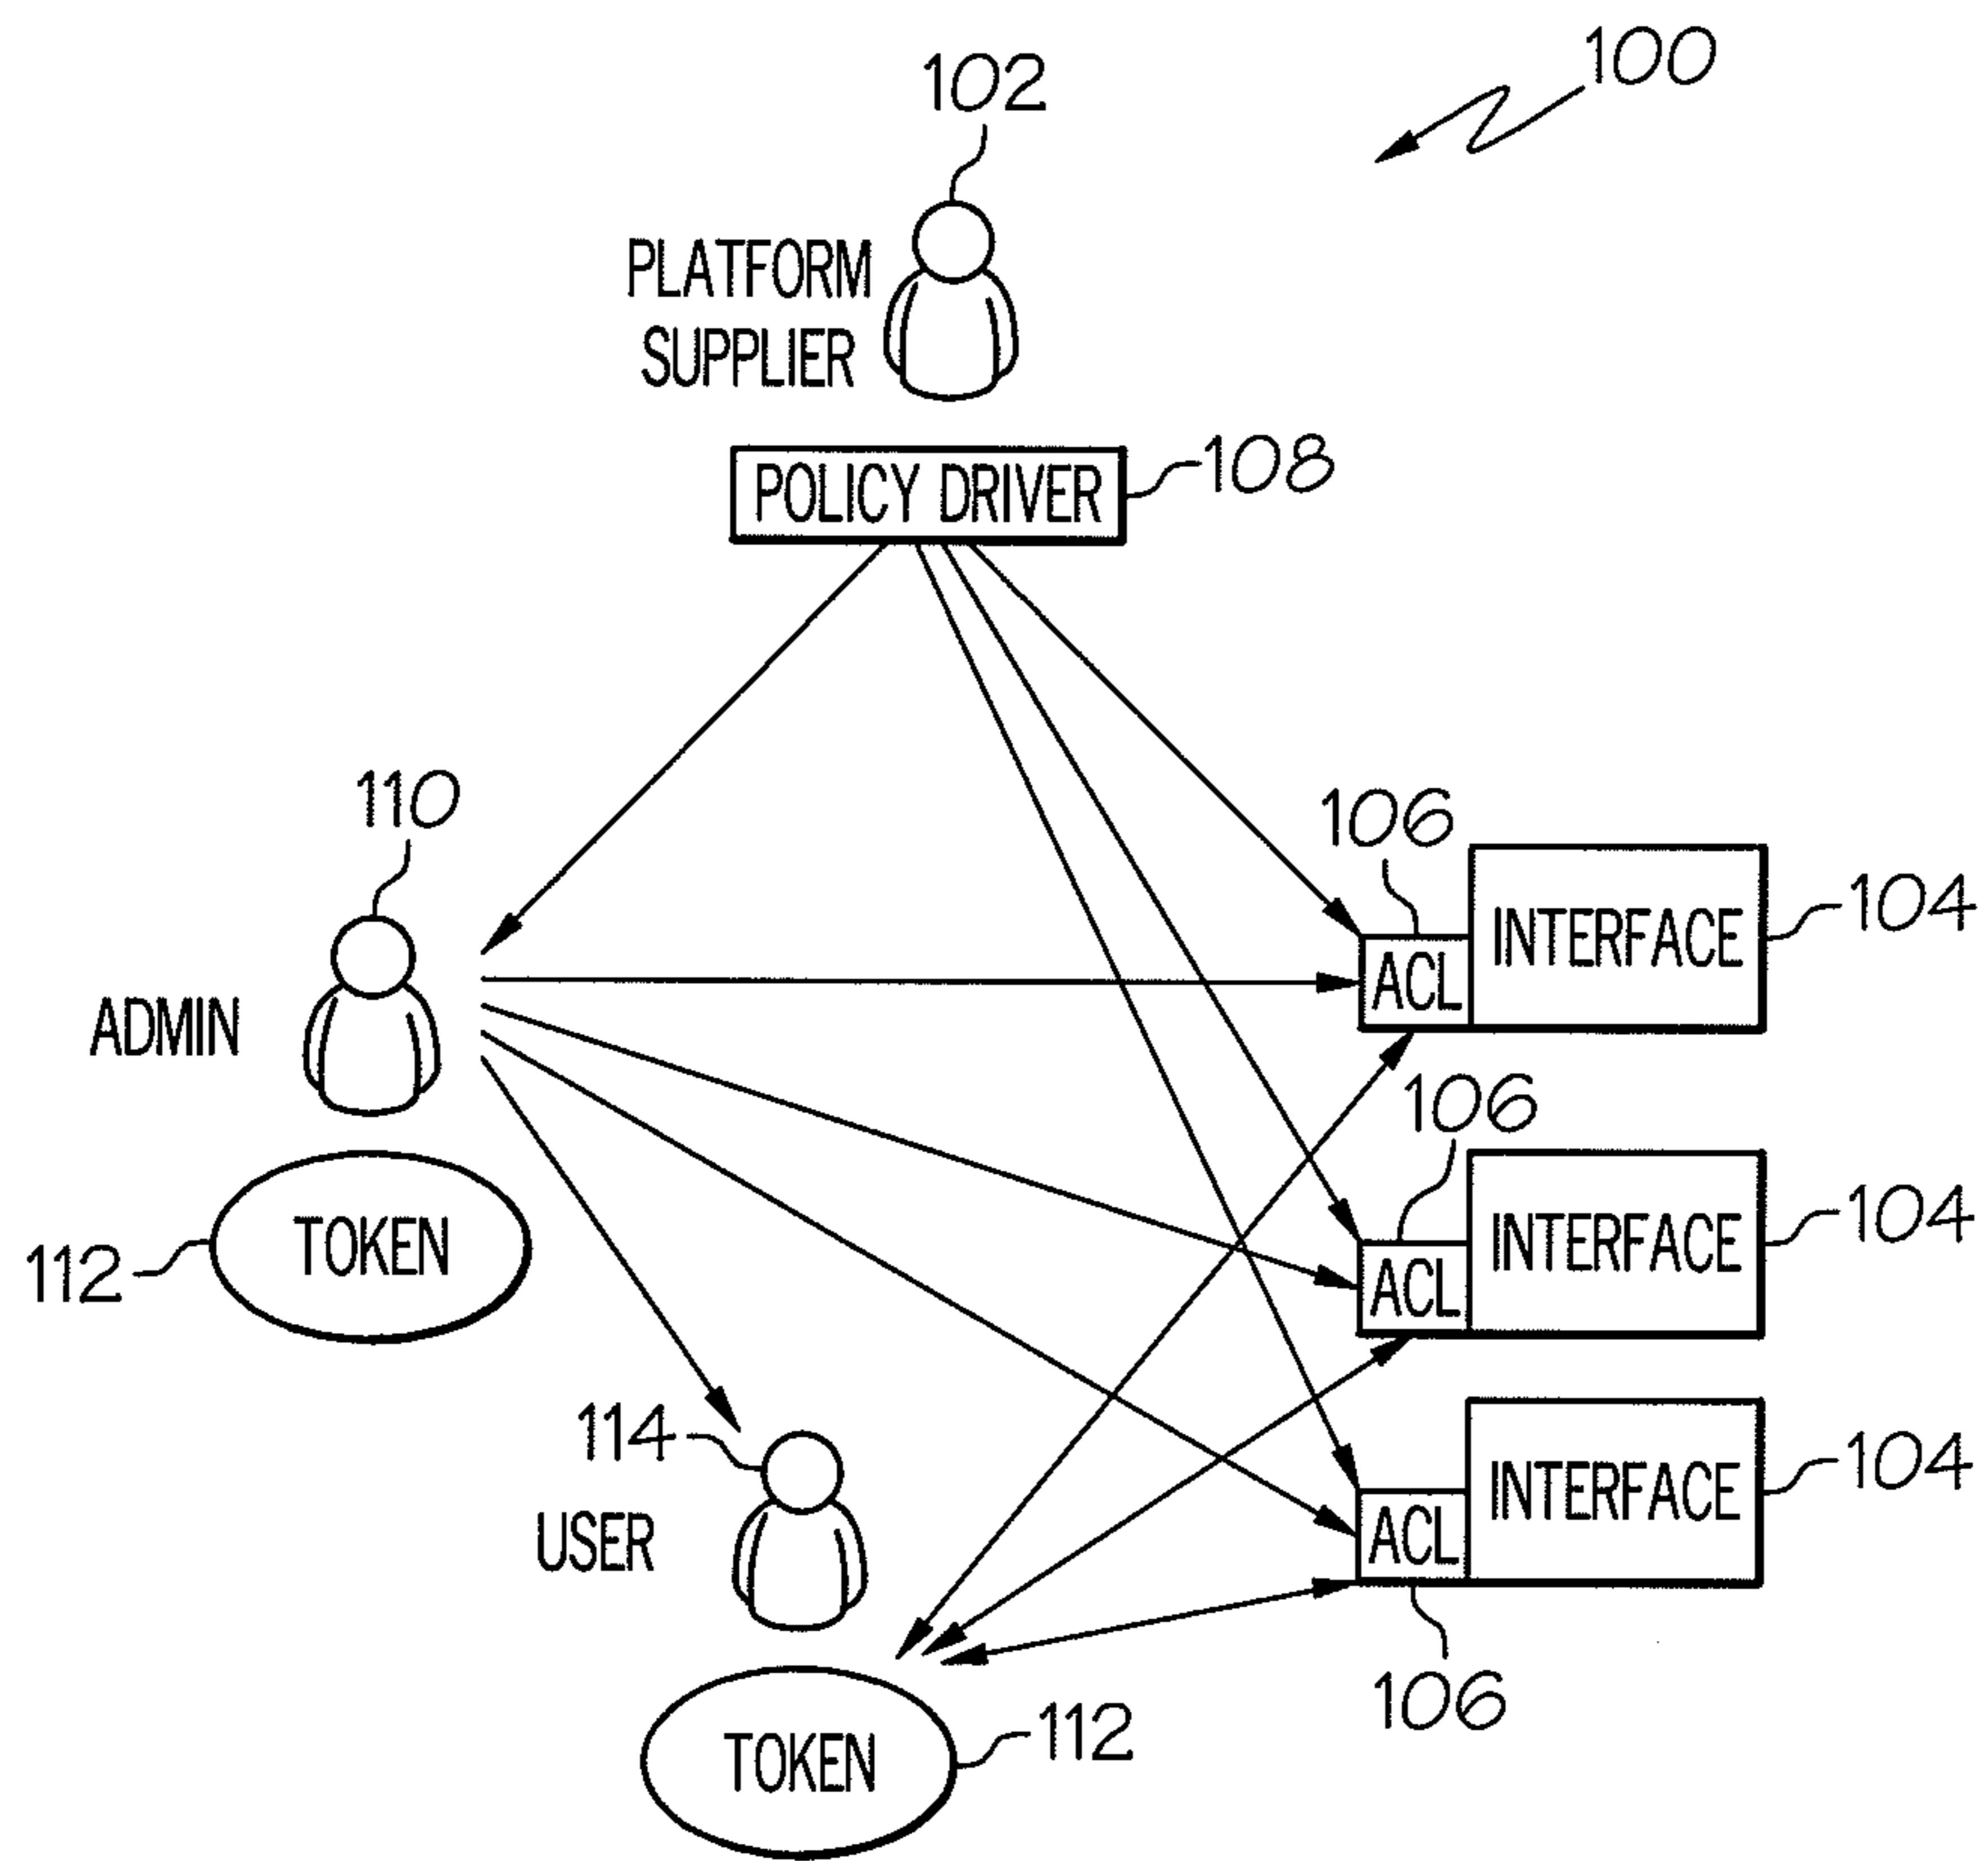 100
102
PLATFORM
SUPPLIER
POLICY DRIVER
108
110
ADMIN
106
ACL
INTERFACE
104
106
ACL
INTERFACE
104
TOKEN
112
114
USER
ACL
INTERFACE
104
106
TOKEN
112